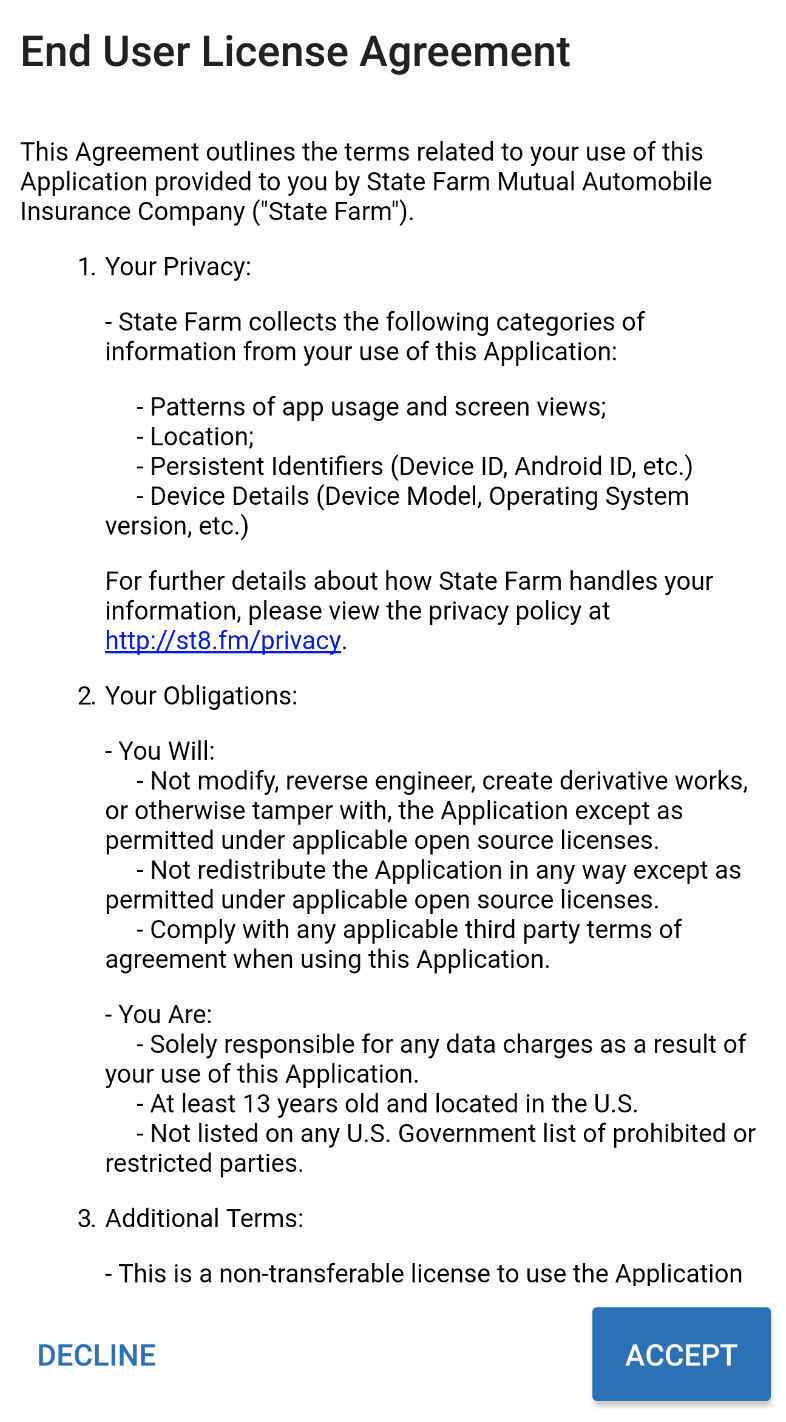 End User License Agreement
This Agreement outlines the terms related to your use of this
Application provided to you by State Farm Mutual Automobile
Insurance Company ("State Farm").
1. Your Privacy:
- State Farm collects the following categories of
information from your use of this Application:
- Patterns of app usage and screen views;
- Location;
- Persistent Identifiers (Device ID, Android ID, etc.)
- Device Details (Device Model, Operating System
version, etc.)
For further details about how State Farm handles your
information, please view the privacy policy at
http://st8.fm/privacy.
2. Your Obligations:
- You Will:
- Not modify, reverse engineer, create derivative works,
or otherwise tamper with, the Application except as
permitted under applicable open source licenses.
- Not redistribute the Application in any way except as
permitted under applicable open source licenses.
- Comply with any applicable third party terms of
agreement when using this Application.
- You Are:
- Solely responsible for any data charges as a result of
your use of this Application.
- At least 13 years old and located in the U.S.
- Not listed on any U.S. Government list of prohibited or
restricted parties.
3. Additional Terms:
- This is a non-transferable license to use the Application
DECLINE
ACCEPT